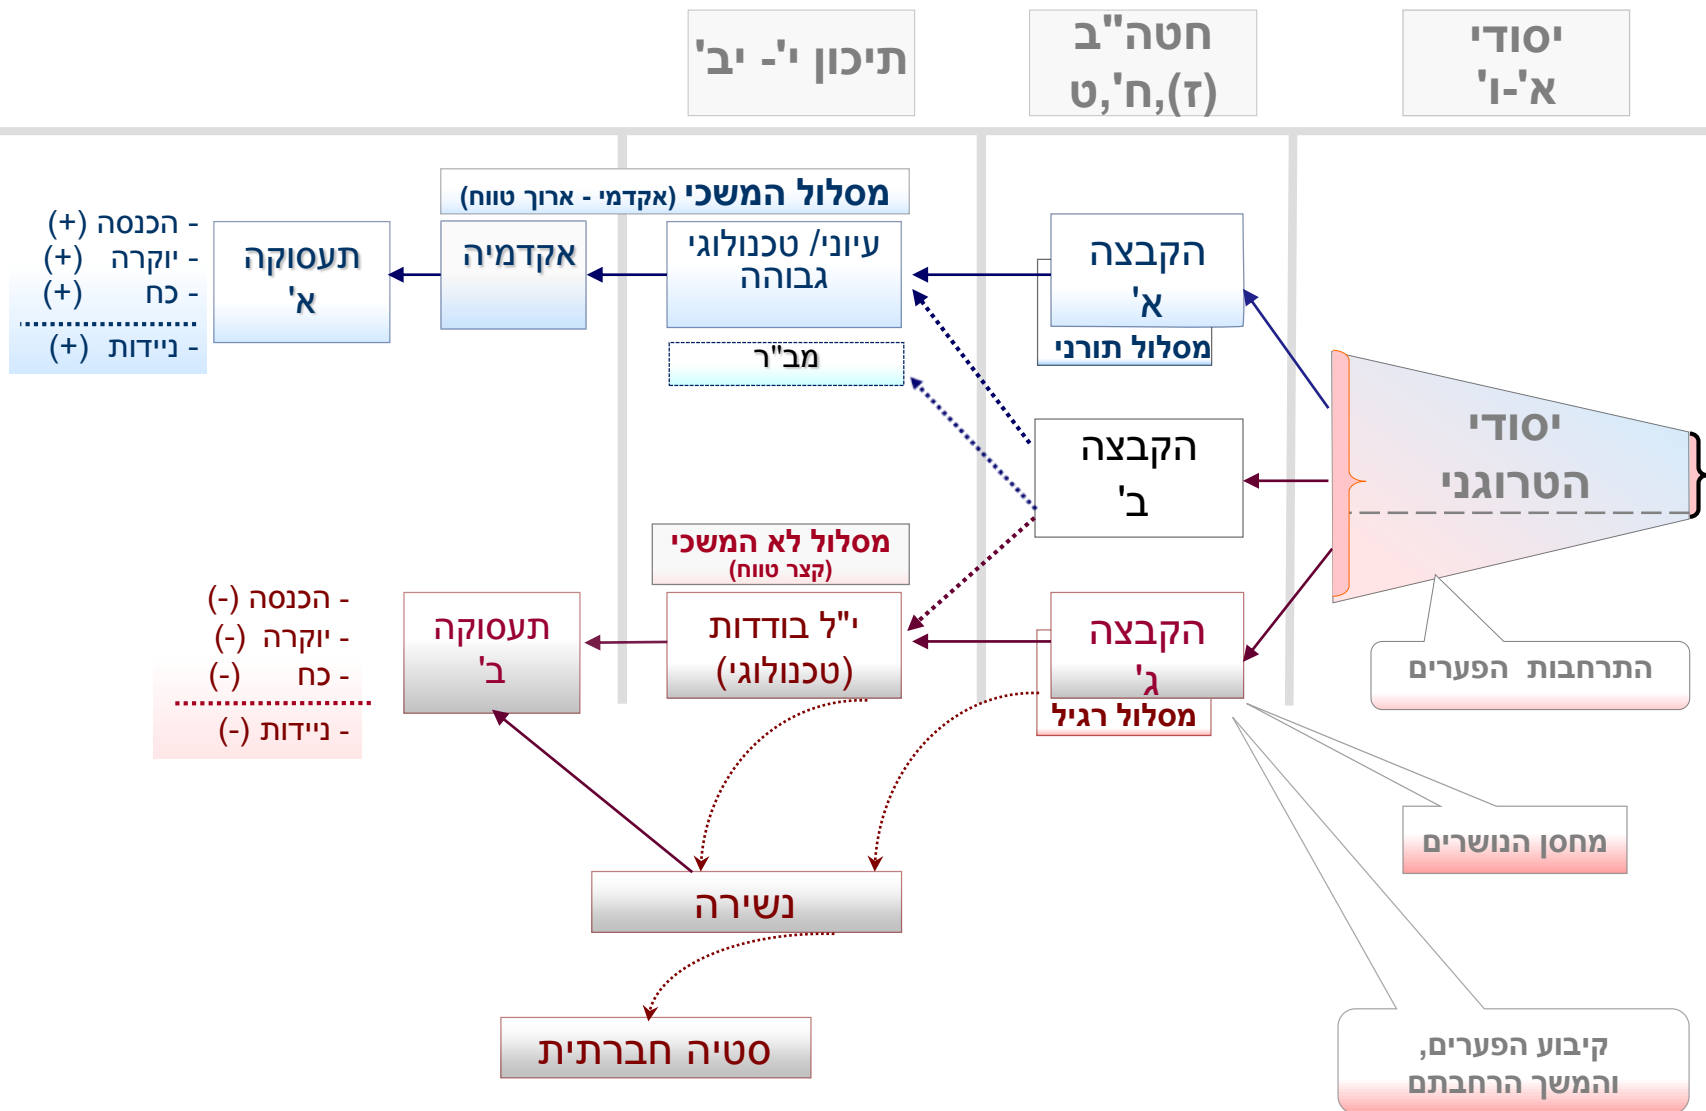 יסודי
א'-ו'
חטה"ב
(ז),ח',ט
תיכון י'- יב'
יסודי
הטרוגני
התרחבות הפערים
מחסן הנושרים
קיבוע הפערים,
והמשך הרחבתם
הקבצה
א'
מסלול תורני
הקבצה
ב'
הקבצה
ג'
מסלול רגיל
מסלול המשכי (אקדמי - ארוך טווח)
עיוני/ טכנולוגי
גבוהה
מב"ר
אקדמיה
תעסוקה
א'
- הכנסה (+)
- יוקרה (+)
- כח (+)
- ניידות (+)
מסלול לא המשכי
(קצר טווח)
י"ל בודדות
(טכנולוגי)
תעסוקה
ב'
- הכנסה (-)
- יוקרה (-)
- כח (-)
- ניידות (-)
נשירה
סטיה חברתית